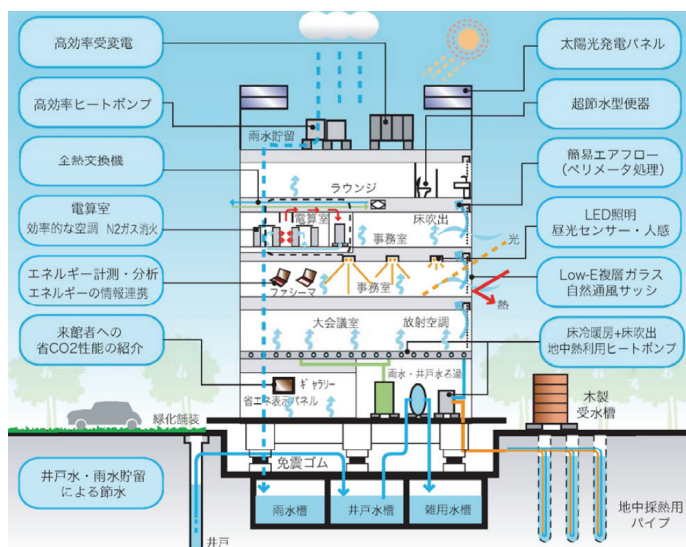 高効率受変電
太陽光発電パネル
高効率ヒートポンプ
雨水貯留
超節水型便器
全熱交換機
ラウンジ
簡易エアフロー
(ペリメータ処理)
電算室
効率的な空調 N2ガス消火
電算室
床吹出
事務室
光
LED照明
昼光センサー・人感
エネルギー計測・分析
エネルギーの情報連携
ファシーマ
事務室
熱
Low-E複層ガラス
自然通風サッシ
大会議室
放射空調
来館者への
省CO2性能の紹介
床冷暖房+床吹出
地中熱利用ヒートポンプ
雨水・井戸水ろ過
ギャラリー
省エネ表示パネル
木製
受水槽
緑化舗装
免震ゴム
井戸水・雨水貯留
による節水
雨水槽
井戸水槽
雑用水槽
地中採熱用
パイプ
井戸